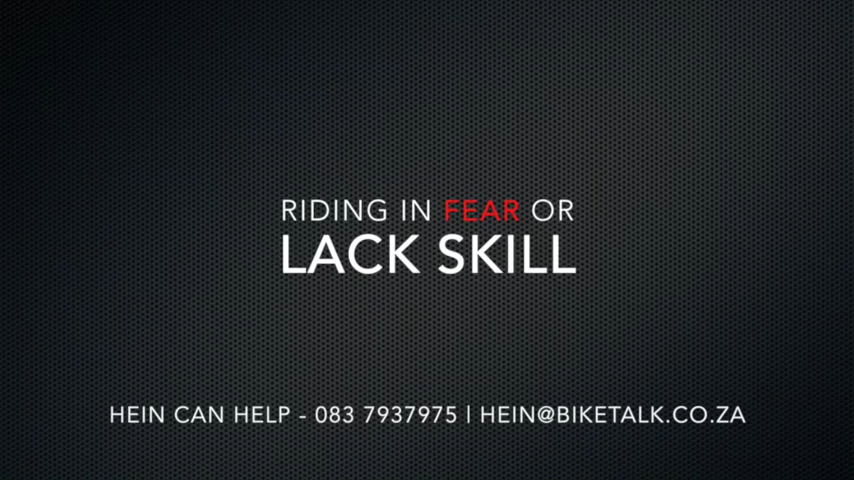 RIDING IN FEAR OR
LACK SKILL
HEIN CAN HELP - 083 7937975 | HEIN@BIKETALK.CO.ZA